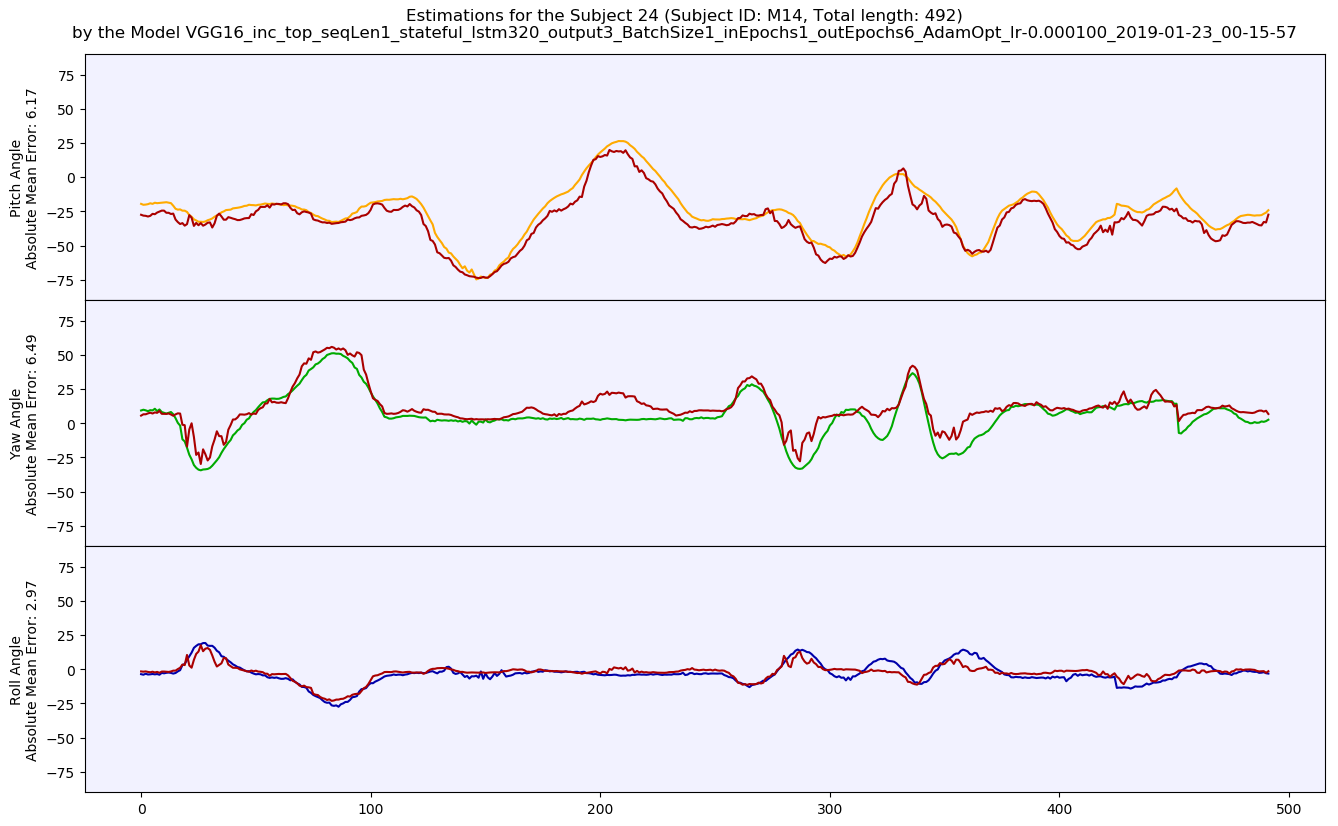 Estimations for the Subject 24 (Subject ID: M14, Total length: 492)
by the Model VGG16_inc_top_seqLen1_stateful_lstm320_output3_BatchSize1_inEpochs1_outEpochs6_AdamOpt_lr-0.000100_2019-01-23_00-15-57
Pitch Angle
Absolute Mean Error: 6.17
75
50
25
0
−25
−50
−75
Yaw Angle
Absolute Mean Error: 6.49
75
50
25
0
−25
−50
−75
Roll Angle
Absolute Mean Error: 2.97
75
50
25
0
−25
−50
−75
0 100 200 300 400 500